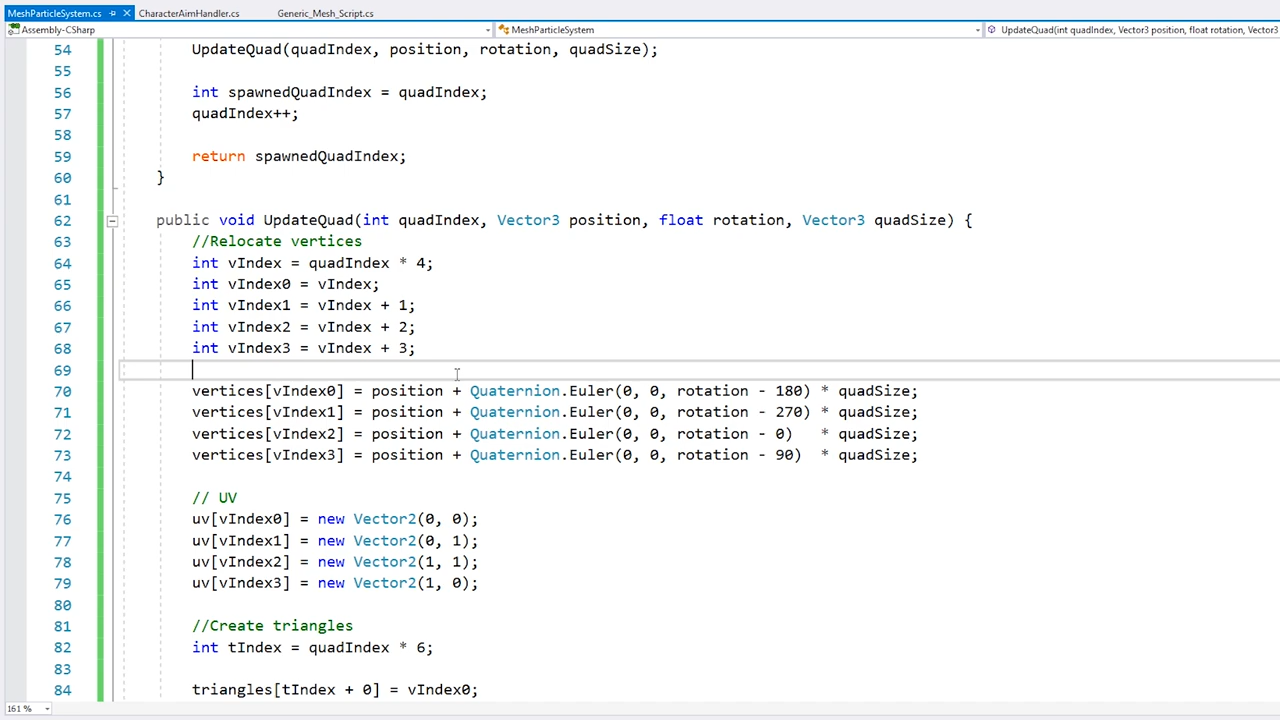 MeshParticleSystem.cs CharacterAimHandler.cs Generic_Mesh_Script.cs
Assembly-CSharp MeshParticleSystem UpdateQuad(int quadIndex, Vector3 position, float rotation, Vector3
54 UpdateQuad(quadIndex, position, rotation, quadSize);
55
56 int spawnedQuadIndex = quadIndex;
57 quadIndex++;
58
59 return spawnedQuadIndex;
60 }
61
62 public void UpdateQuad(int quadIndex, Vector3 position, float rotation, Vector3 quadSize) {
63 //Relocate vertices
64 int vIndex = quadIndex * 4;
65 int vIndex0 = vIndex;
66 int vIndex1 = vIndex + 1;
67 int vIndex2 = vIndex + 2;
68 int vIndex3 = vIndex + 3;
69
70 vertices[vIndex0] = position + Quaternion.Euler(0, 0, rotation - 180) * quadSize;
71 vertices[vIndex1] = position + Quaternion.Euler(0, 0, rotation - 270) * quadSize;
72 vertices[vIndex2] = position + Quaternion.Euler(0, 0, rotation - 0) * quadSize;
73 vertices[vIndex3] = position + Quaternion.Euler(0, 0, rotation - 90) * quadSize;
74
75 // UV
76 uv[vIndex0] = new Vector2(0, 0);
77 uv[vIndex1] = new Vector2(0, 1);
78 uv[vIndex2] = new Vector2(1, 1);
79 uv[vIndex3] = new Vector2(1, 0);
80
81 //Create triangles
82 int tIndex = quadIndex * 6;
83
84 triangles[tIndex + 0] = vIndex0;
161 %